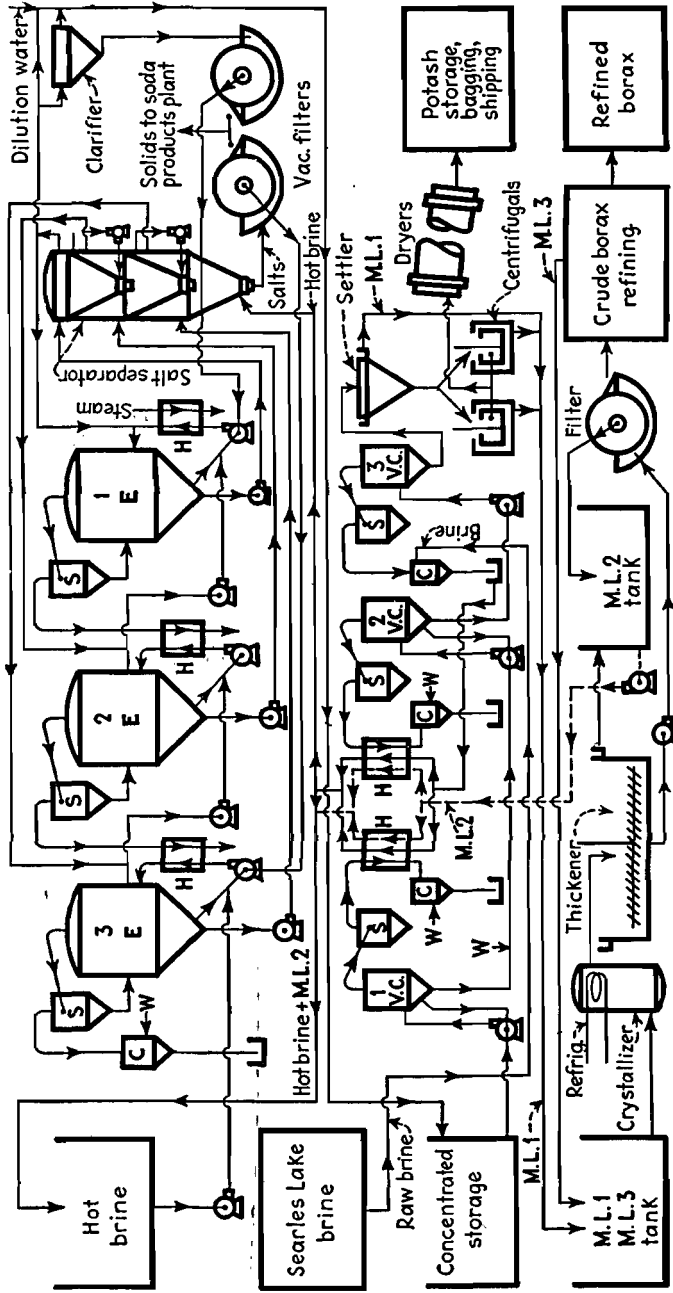 Dilution water
Clarifier
Solids to soda
products plant
Vac. filters
Salts
Hot brine
Salt separator
Steam
H
1
E
S
H
2
E
S
H
3
E
S
C
W
Hot brine + M.L.2
Hot
brine
Searles Lake
brine
Raw brine
Concentrated
storage
M.L.1
1
V.C.
S
C
W
W
H
H
M.L.2
S
C
W
2
V.C.
S
C
Brine
3
V.C.
Settler
M.L.1
Dryers
Centrifugals
Potash
storage,
bagging,
shipping
M.L.3
M.L.1
M.L.3
tank
Refrig
Crystallizer
Thickener
M.L.2
tank
Filter
Crude borax
refining
Refined
borax